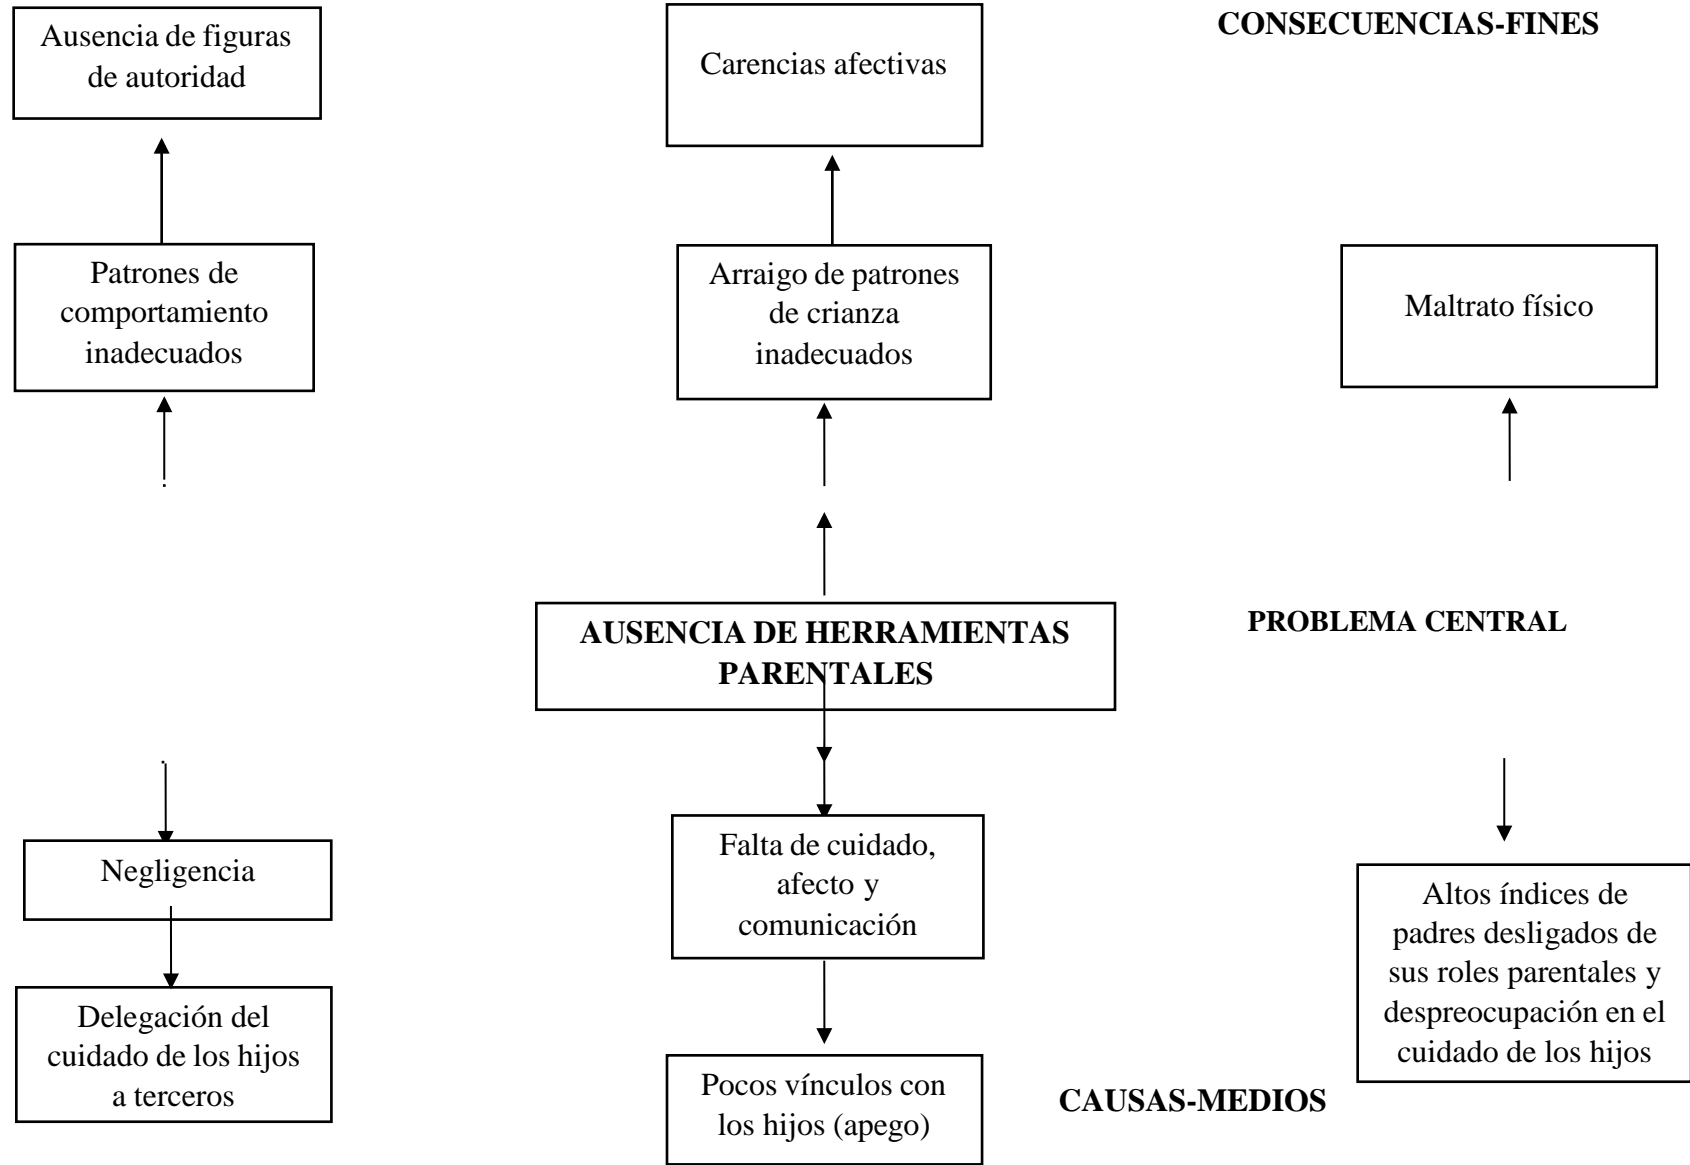 CONSECUENCIAS-FINES
Ausencia de figuras
de autoridad
Carencias afectivas
Patrones de
comportamiento
inadecuados
Arraigo de patrones
de crianza
inadecuados
Maltrato físico
AUSENCIA DE HERRAMIENTAS
PARENTALES
PROBLEMA CENTRAL
Negligencia
Falta de cuidado,
afecto y
comunicación
Altos índices de
padres desligados de
sus roles parentales y
despreocupación en el
cuidado de los hijos
Delegación del
cuidado de los hijos
a terceros
Pocos vínculos con
los hijos (apego)
CAUSAS-MEDIOS